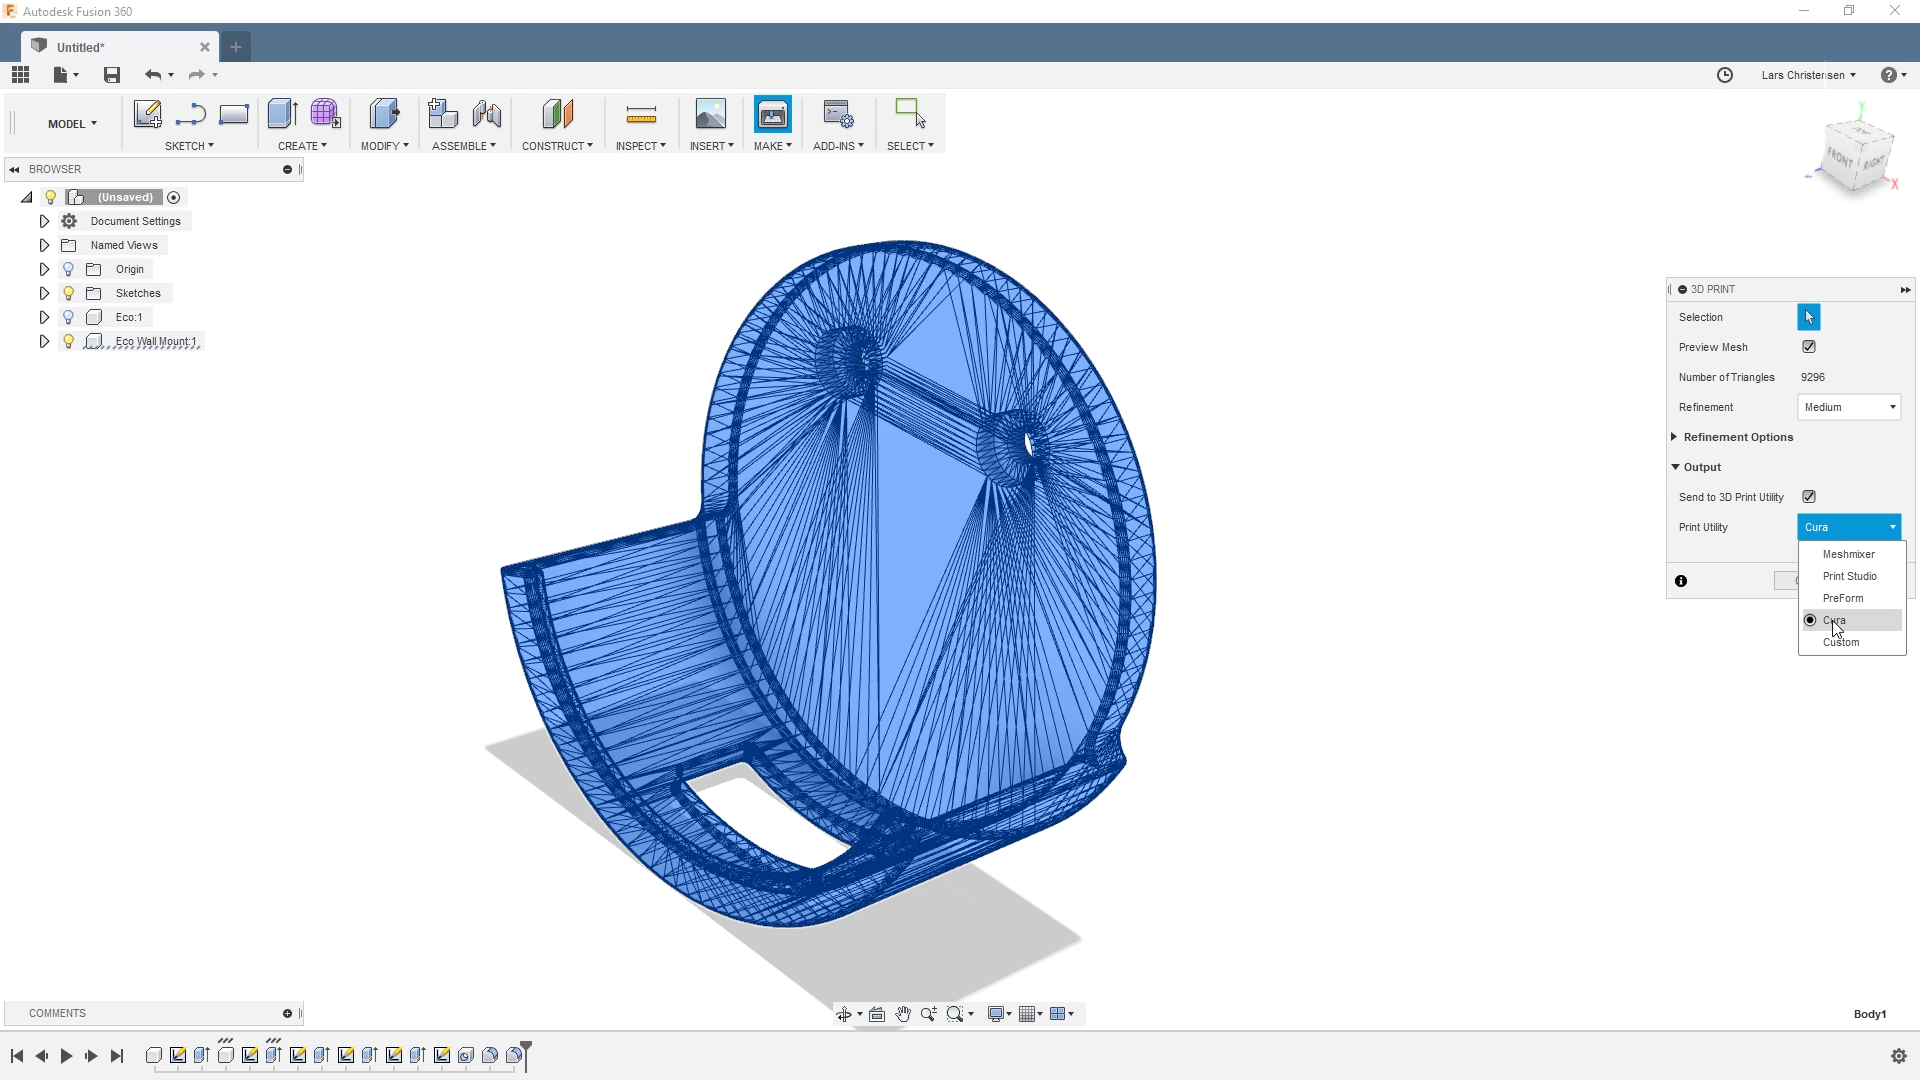 Autodesk Fusion 360
Untitled*
Lars Christensen
MODEL
SKETCH
CREATE
MODIFY
ASSEMBLE
CONSTRUCT
INSPECT
INSERT
MAKE
ADD-INS
SELECT
Y
FRONT
RIGHT
X
BROWSER
(Unsaved)
Document Settings
Named Views
Origin
Sketches
Eco:1
Eco Wall Mount:1
3D PRINT
Selection
Preview Mesh
Number of Triangles 9296
Refinement Medium
Refinement Options
Output
Send to 3D Print Utility
Print Utility Cura
Meshmixer
Print Studio
PreForm
Cura
Custom
COMMENTS
Body1